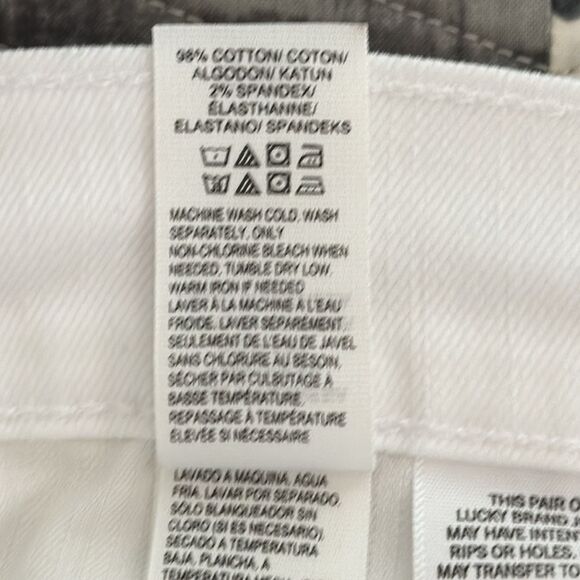 98% COTTON/ COTON/
ALGODON/ KATUN
2% SPANDEX/
ÉLASTHANNE/
ELASTANO/ SPANDEKS
MACHINE WASH COLD. WASH
SEPARATELY. ONLY
NON-CHLORINE BLEACH WHEN
NEEDED. TUMBLE DRY LOW.
WARM IRON IF NEEDED
LAVER À LA MACHINE À L'EAU
FROIDE. LAVER SÉPARÉMENT.
SEULEMENT DE L'EAU DE JAVEL
SANS CHLORURE AU BESOIN.
SÉCHER PAR CULBUTAGE À
BASSE TEMPÉRATURE.
REPASSAGE À TEMPÉRATURE
ÉLEVÉE SI NÉCESSAIRE
LAVADO A MAQUINA. AGUA
FRIA. LAVAR POR SEPARADO.
SÓLO BLANQUEADOR SIN
CLORO (SI ES NECESARIO).
SECADO A TEMPERATURA
BAJA. PLANCHA, A
THIS PAIR O
LUCKY BRAND J
MAY HAVE INTENT
RIPS OR HOLES.
MAY TRANSFER TO